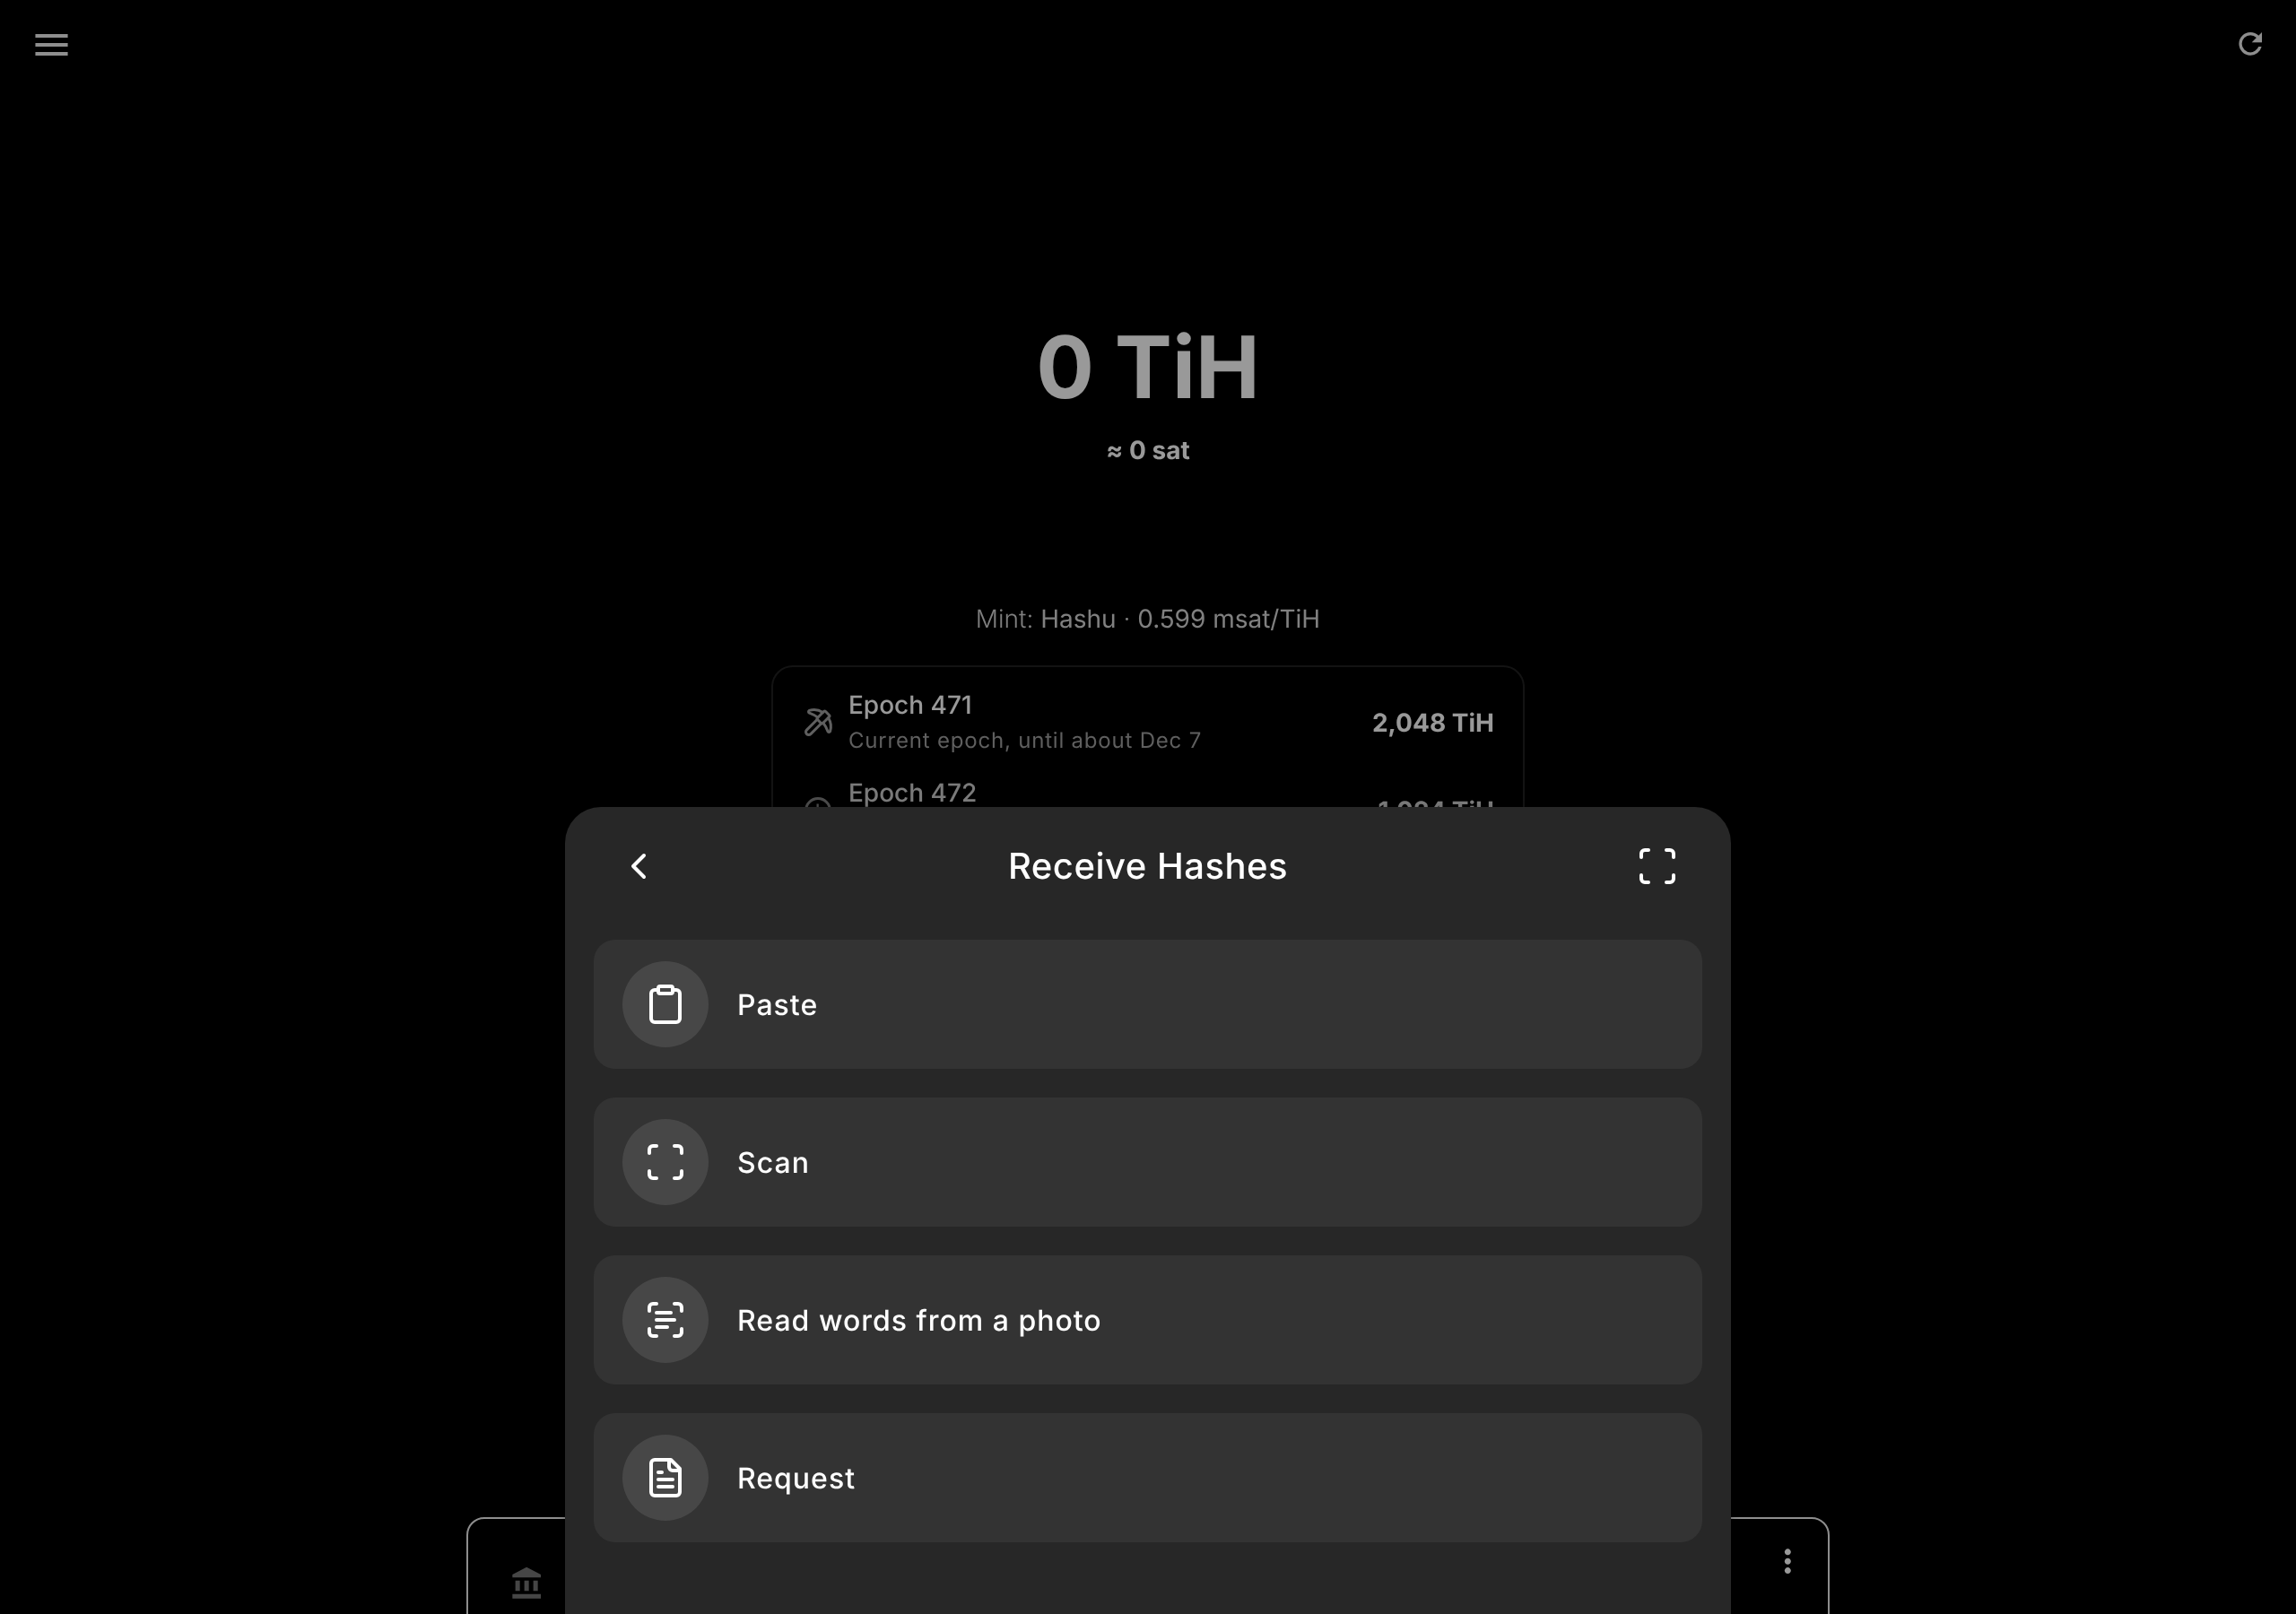 0 TiH
≈ 0 sat
Mint: Hashu · 0.599 msat/TiH
Epoch 471
2,048 TiH
Current epoch, until about Dec 7
Epoch 472
TiH
Receive Hashes
Paste
Scan
Read words from a photo
Request